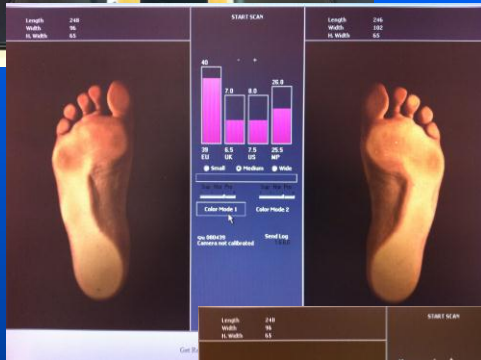 Length 248
Width 96
H. Width 65
START SCAN
Length 246
Width 102
H. Width 65
- +
40
7.0
8.0
26.0
39
6.5
7.5
25.5
EU
UK
US
MP
Small Medium Wide
Color Mode 1
Color Mode 2
Camera not calibrated
Send Log
Get
Length 248
Width 96
H. Width 65
START SCAN